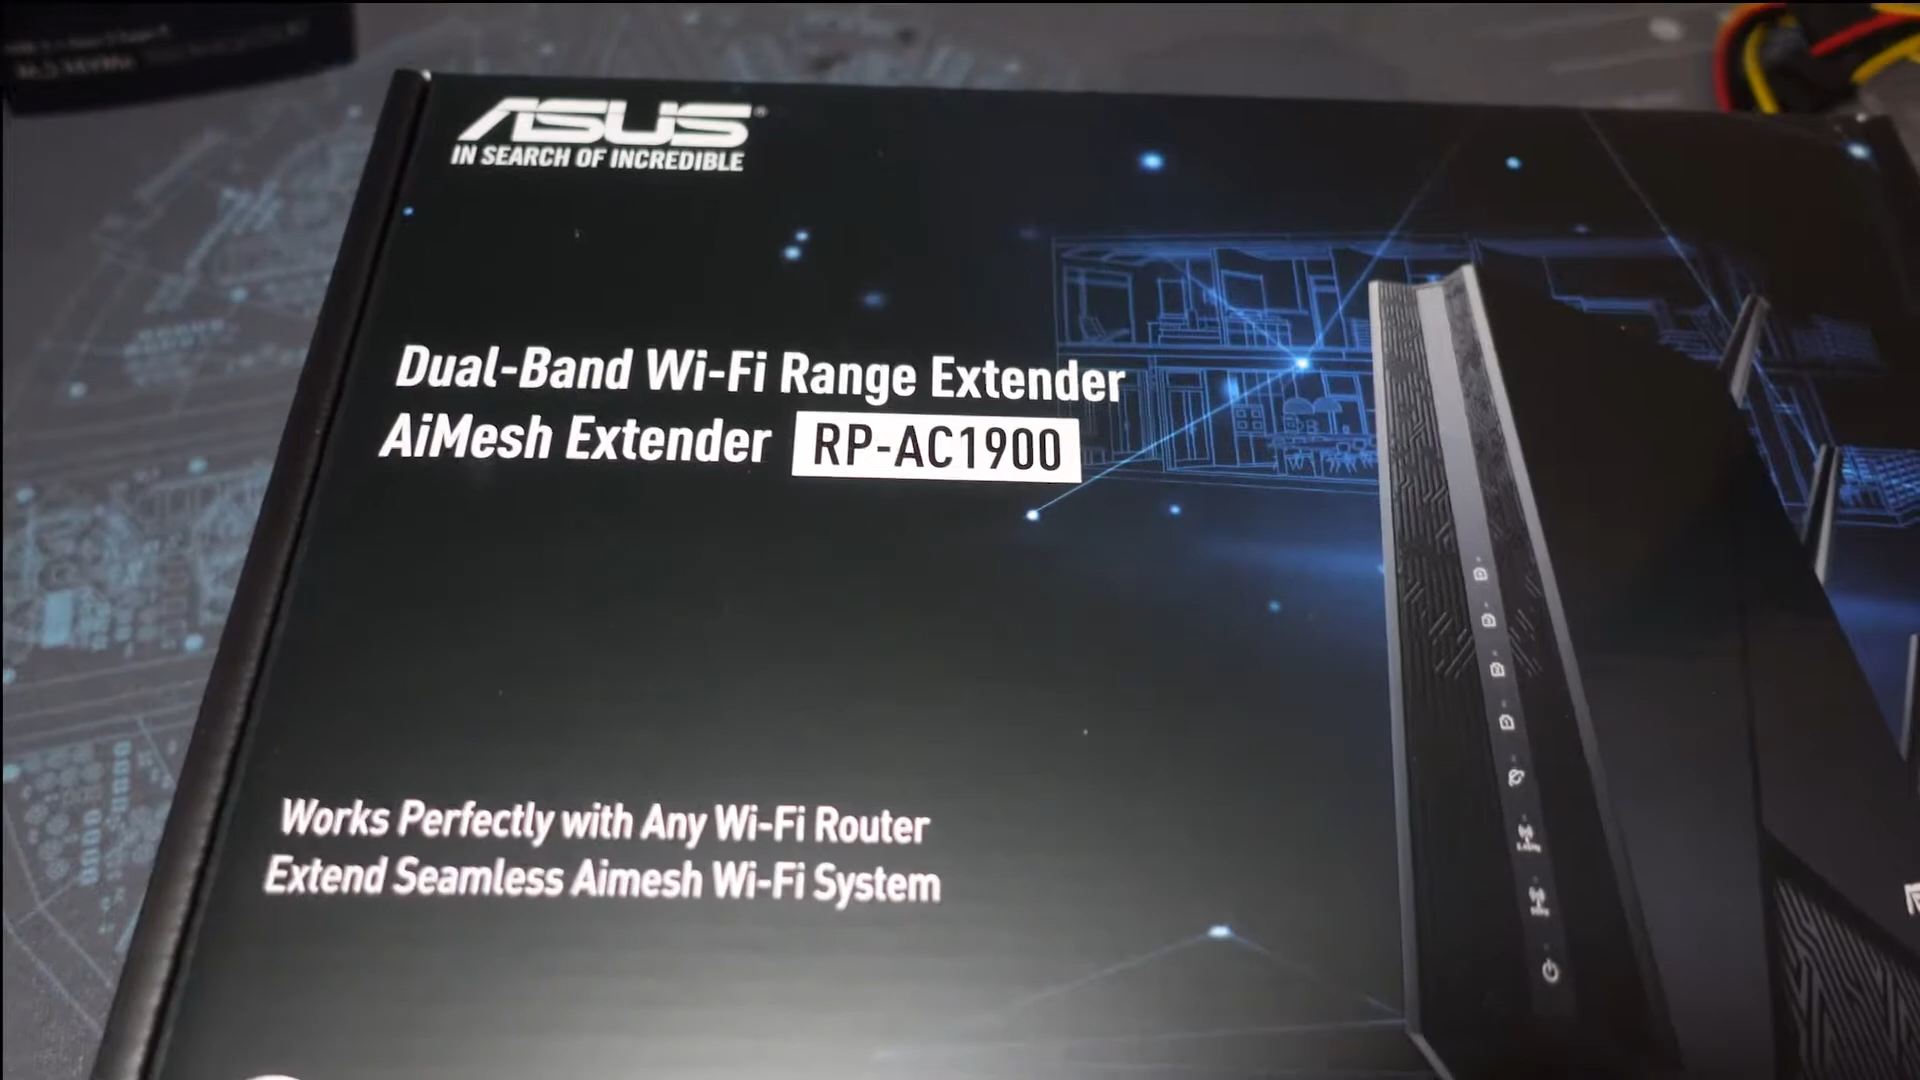 ASUS®
IN SEARCH OF INCREDIBLE
Dual-Band Wi-Fi Range Extender
AiMesh Extender RP-AC1900
Works Perfectly with Any Wi-Fi Router
Extend Seamless Aimesh Wi-Fi System